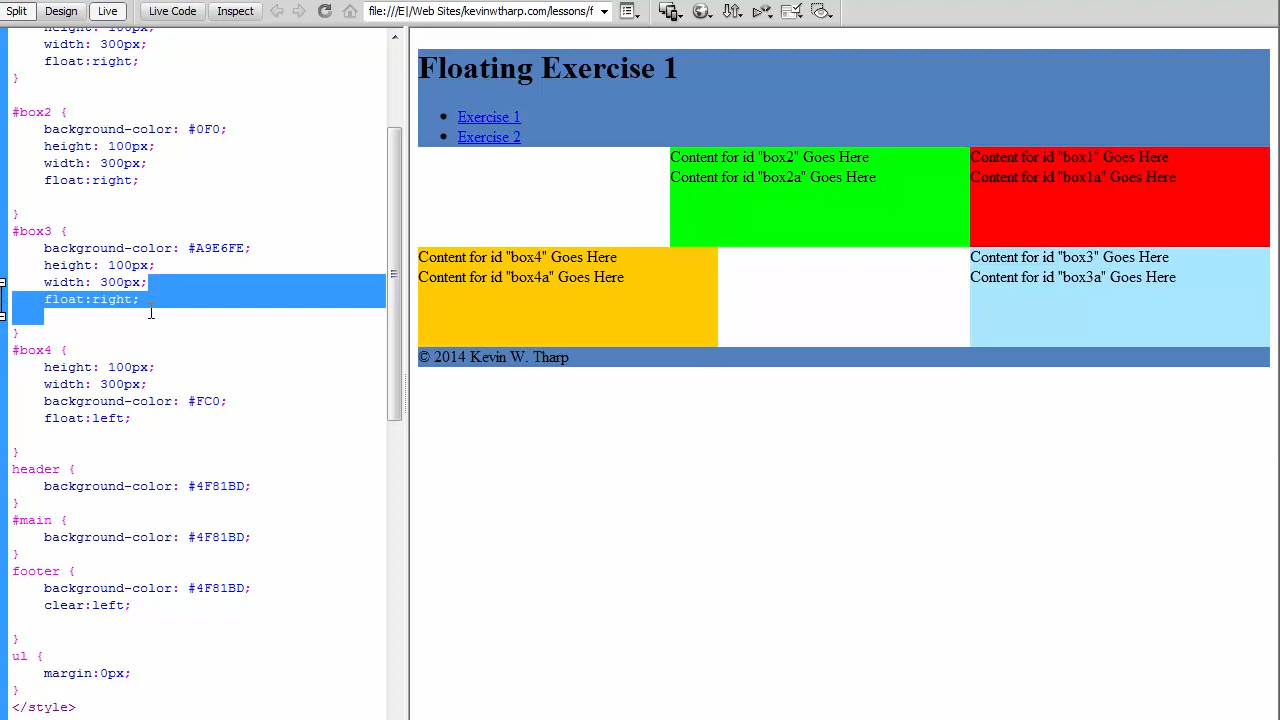 Split Design Live Live Code Inspect file:///E|/Web Sites/kevinwtharp.com/lessons/f
width: 300px;
float:right;
}
#box2 {
background-color: #0F0;
height: 100px;
width: 300px;
float:right;
}
#box3 {
background-color: #A9E6FE;
height: 100px;
width: 300px;
float:right;
}
#box4 {
height: 100px;
width: 300px;
background-color: #FC0;
float:left;
}
header {
background-color: #4F81BD;
}
#main {
background-color: #4F81BD;
}
footer {
background-color: #4F81BD;
clear:left;
}
ul {
margin:0px;
}
</style>
Floating Exercise 1
Exercise 1
Exercise 2
Content for id "box2" Goes Here
Content for id "box2a" Goes Here
Content for id "box1" Goes Here
Content for id "box1a" Goes Here
Content for id "box4" Goes Here
Content for id "box4a" Goes Here
Content for id "box3" Goes Here
Content for id "box3a" Goes Here
© 2014 Kevin W. Tharp